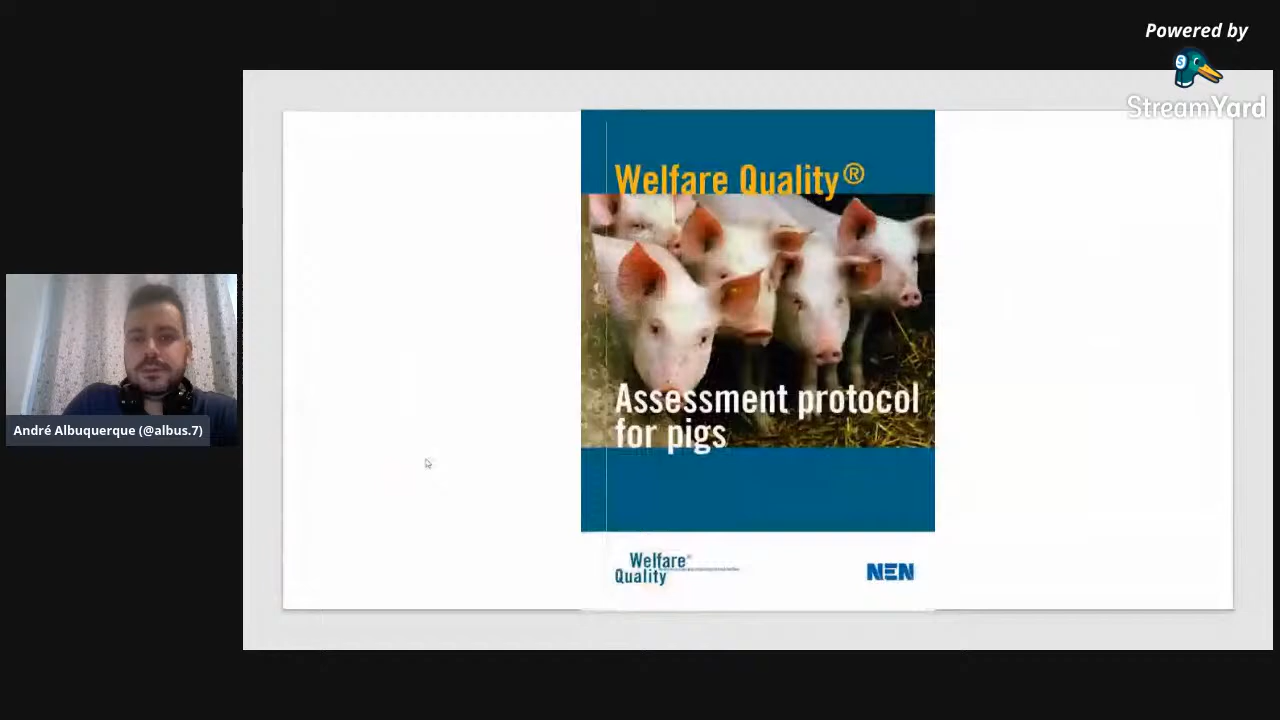 Powered by
StreamYard
Welfare Quality®
Assessment protocol
for pigs
André Albuquerque (@albus.7)
Welfare®
Quality
NEN